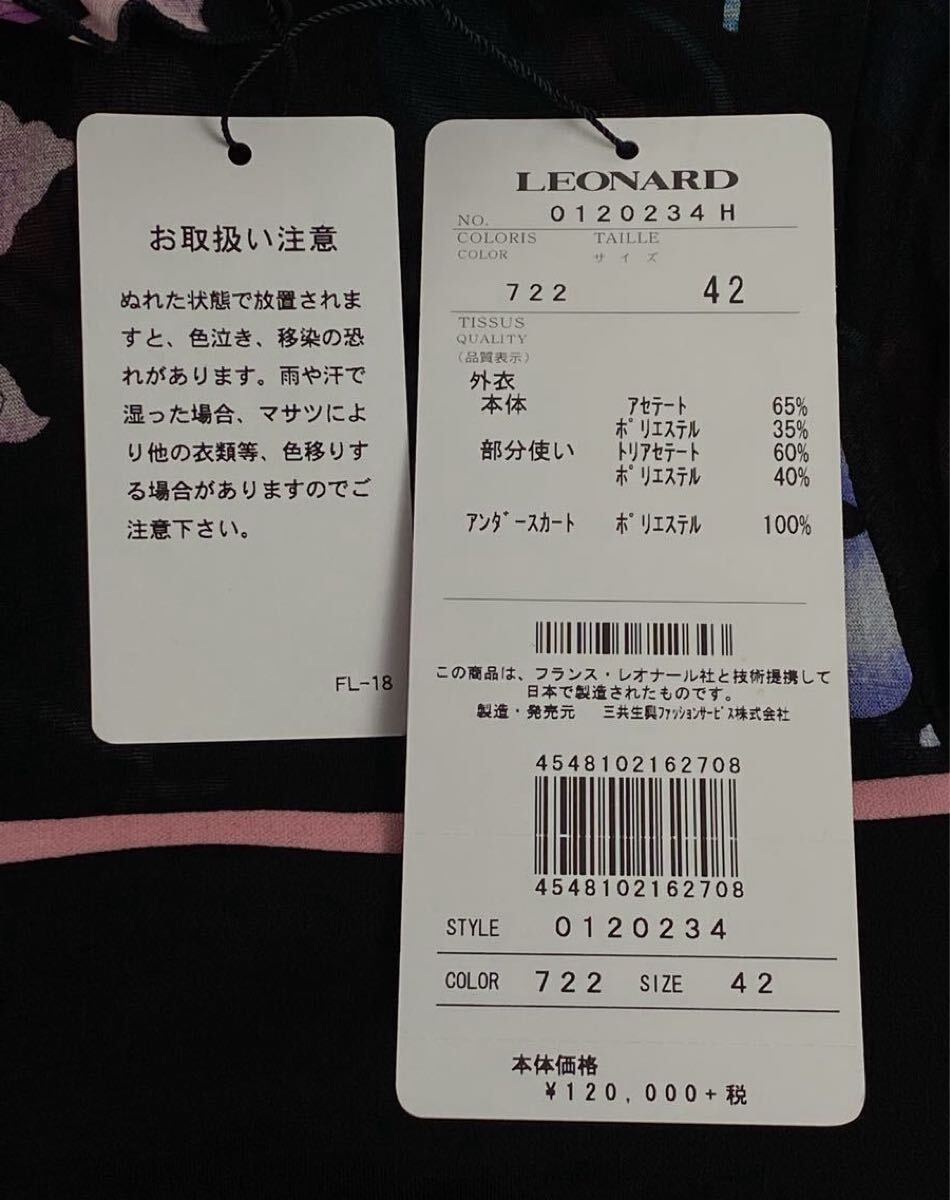 お取扱い注意
ぬれた状態で放置されま
すと、色泣き、移染の恐
れがあります。雨や汗で
湿った場合、マサツによ
り他の衣類等、色移りす
る場合がありますのでご
注意下さい。
FL-18
LEONARD
NO. 0120234H
COLORIS TAILLE
COLOR サイズ
722 42
TISSUS
QUALITY
(品質表示)
外衣
本体 アセテート 65%
ポリエステル 35%
部分使い トリアセテート 60%
ポリエステル 40%
アンダースカート ポリエステル 100%
この商品は、フランス・レオナール社と技術提携して
日本で製造されたものです。
製造・発売元 三共生興ファッションサービス株式会社
4548102162708
4548102162708
STYLE 0120234
COLOR 722 SIZE 42
本体価格
¥120,000+税